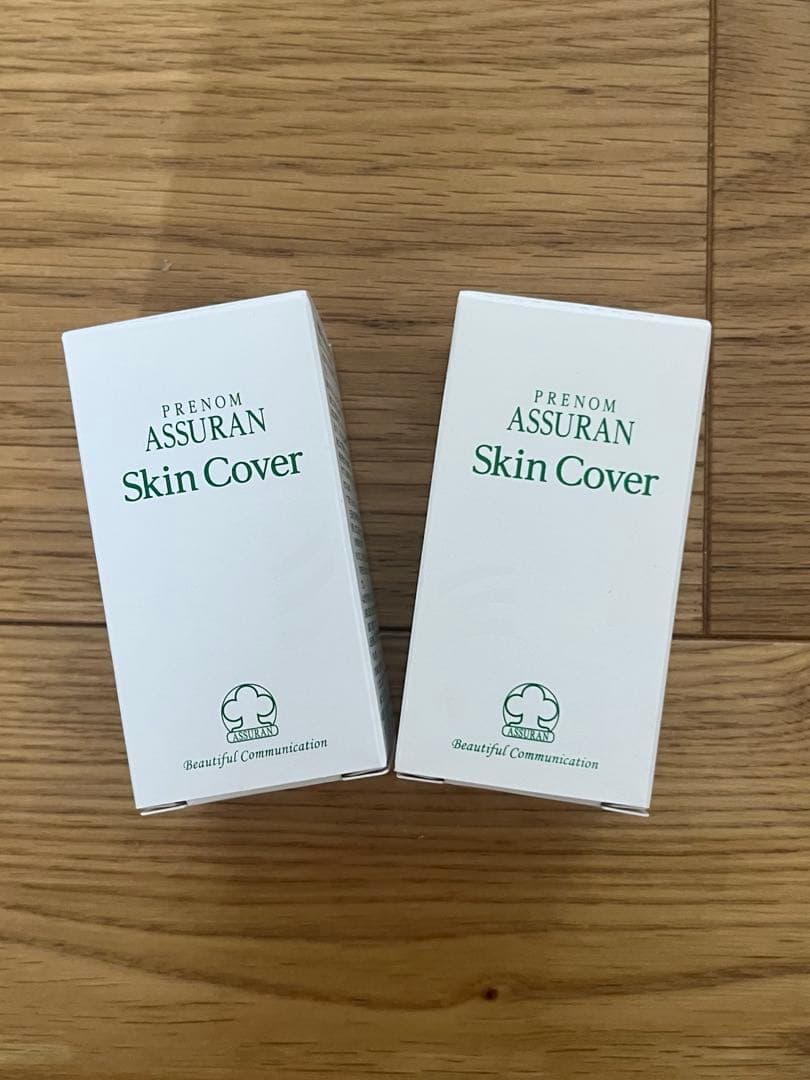 PRENOM
ASSURAN
Skin Cover
ASSURAN
Beautiful Communication
PRENOM
ASSURAN
Skin Cover
ASSURAN
Beautiful Communication